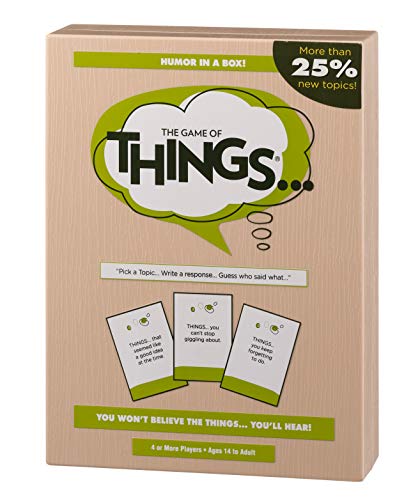 HUMOR IN A BOX!
More than
25%
new topics!
THE GAME OF
THINGS®...
"Pick a Topic... Write a response... Guess who said what..."
THINGS... that
seemed like
a good idea
at the time.
THINGS... you
can't stop
giggling about.
THINGS...
you keep
forgetting
to do.
YOU WON'T BELIEVE THE THINGS... YOU'LL HEAR!
4 or More Players • Ages 14 to Adult